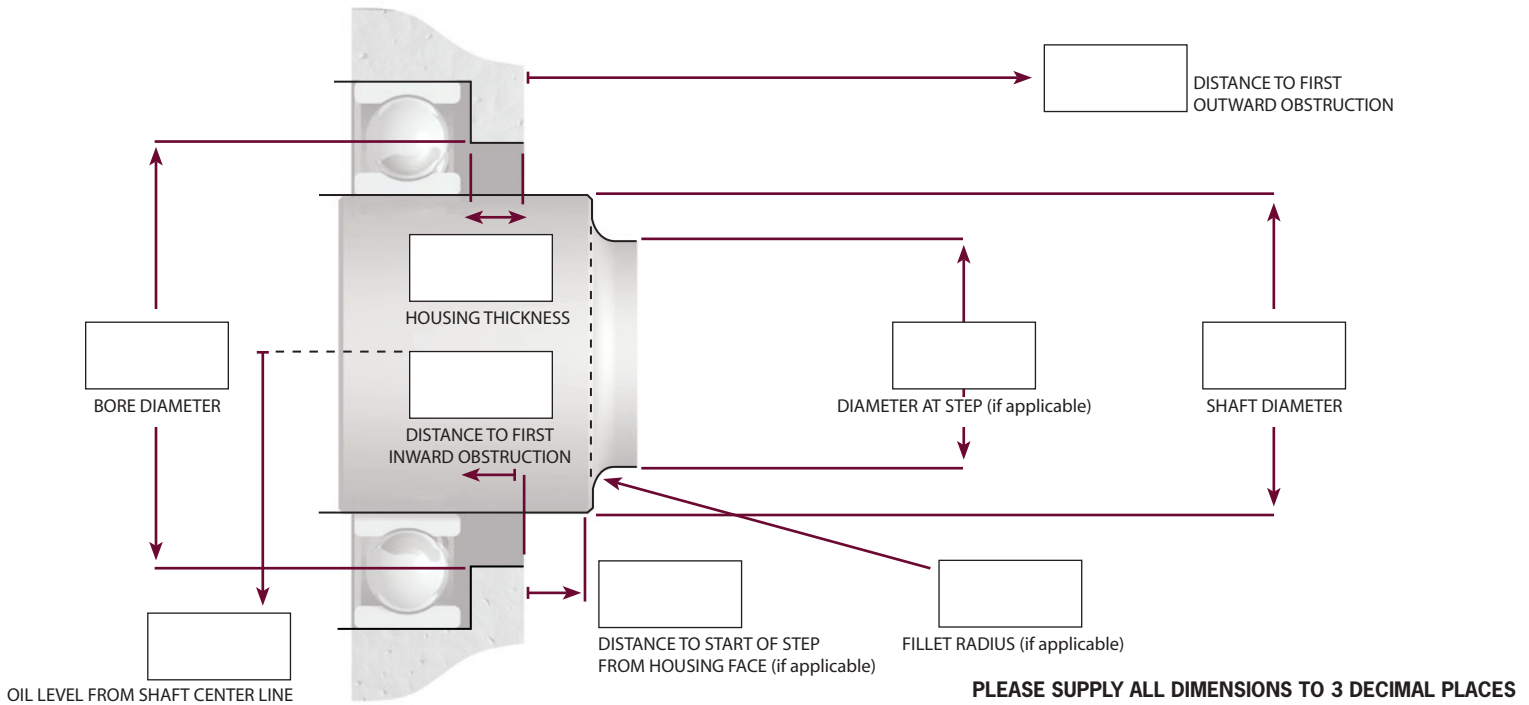 DISTANCE TO FIRST
OUTWARD OBSTRUCTION
HOUSING THICKNESS
BORE DIAMETER
DIAMETER AT STEP (if applicable)
SHAFT DIAMETER
DISTANCE TO FIRST
INWARD OBSTRUCTION
DISTANCE TO START OF STEP
FROM HOUSING FACE (if applicable)
FILLET RADIUS (if applicable)
OIL LEVEL FROM SHAFT CENTER LINE
PLEASE SUPPLY ALL DIMENSIONS TO 3 DECIMAL PLACES